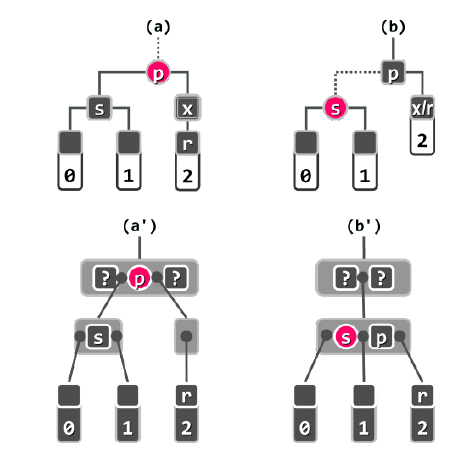 (a) (b)
p p
s x s x/r
r 2
0 1 2 0 1
(a') (b')
? p ? ? ?
s s p
r r
0 1 2 0 1 2